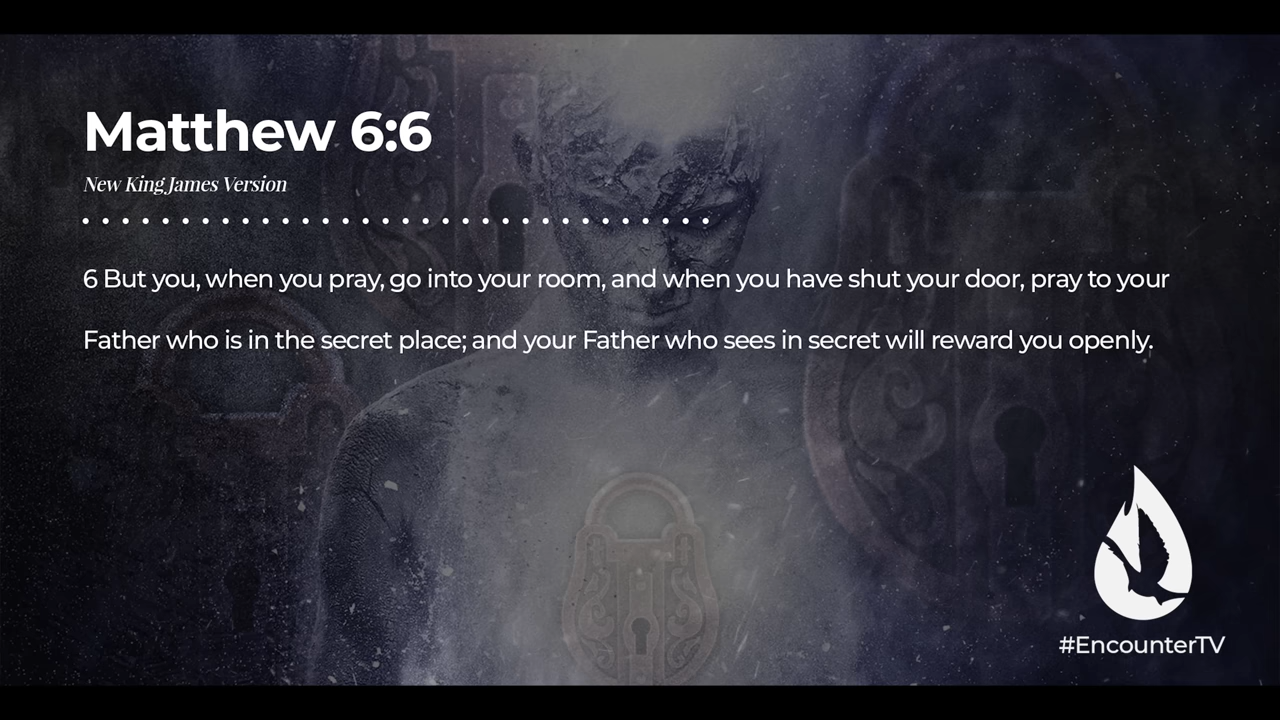 Matthew 6:6
New King James Version
6 But you, when you pray, go into your room, and when you have shut your door, pray to your
Father who is in the secret place; and your Father who sees in secret will reward you openly.
#EncounterTV